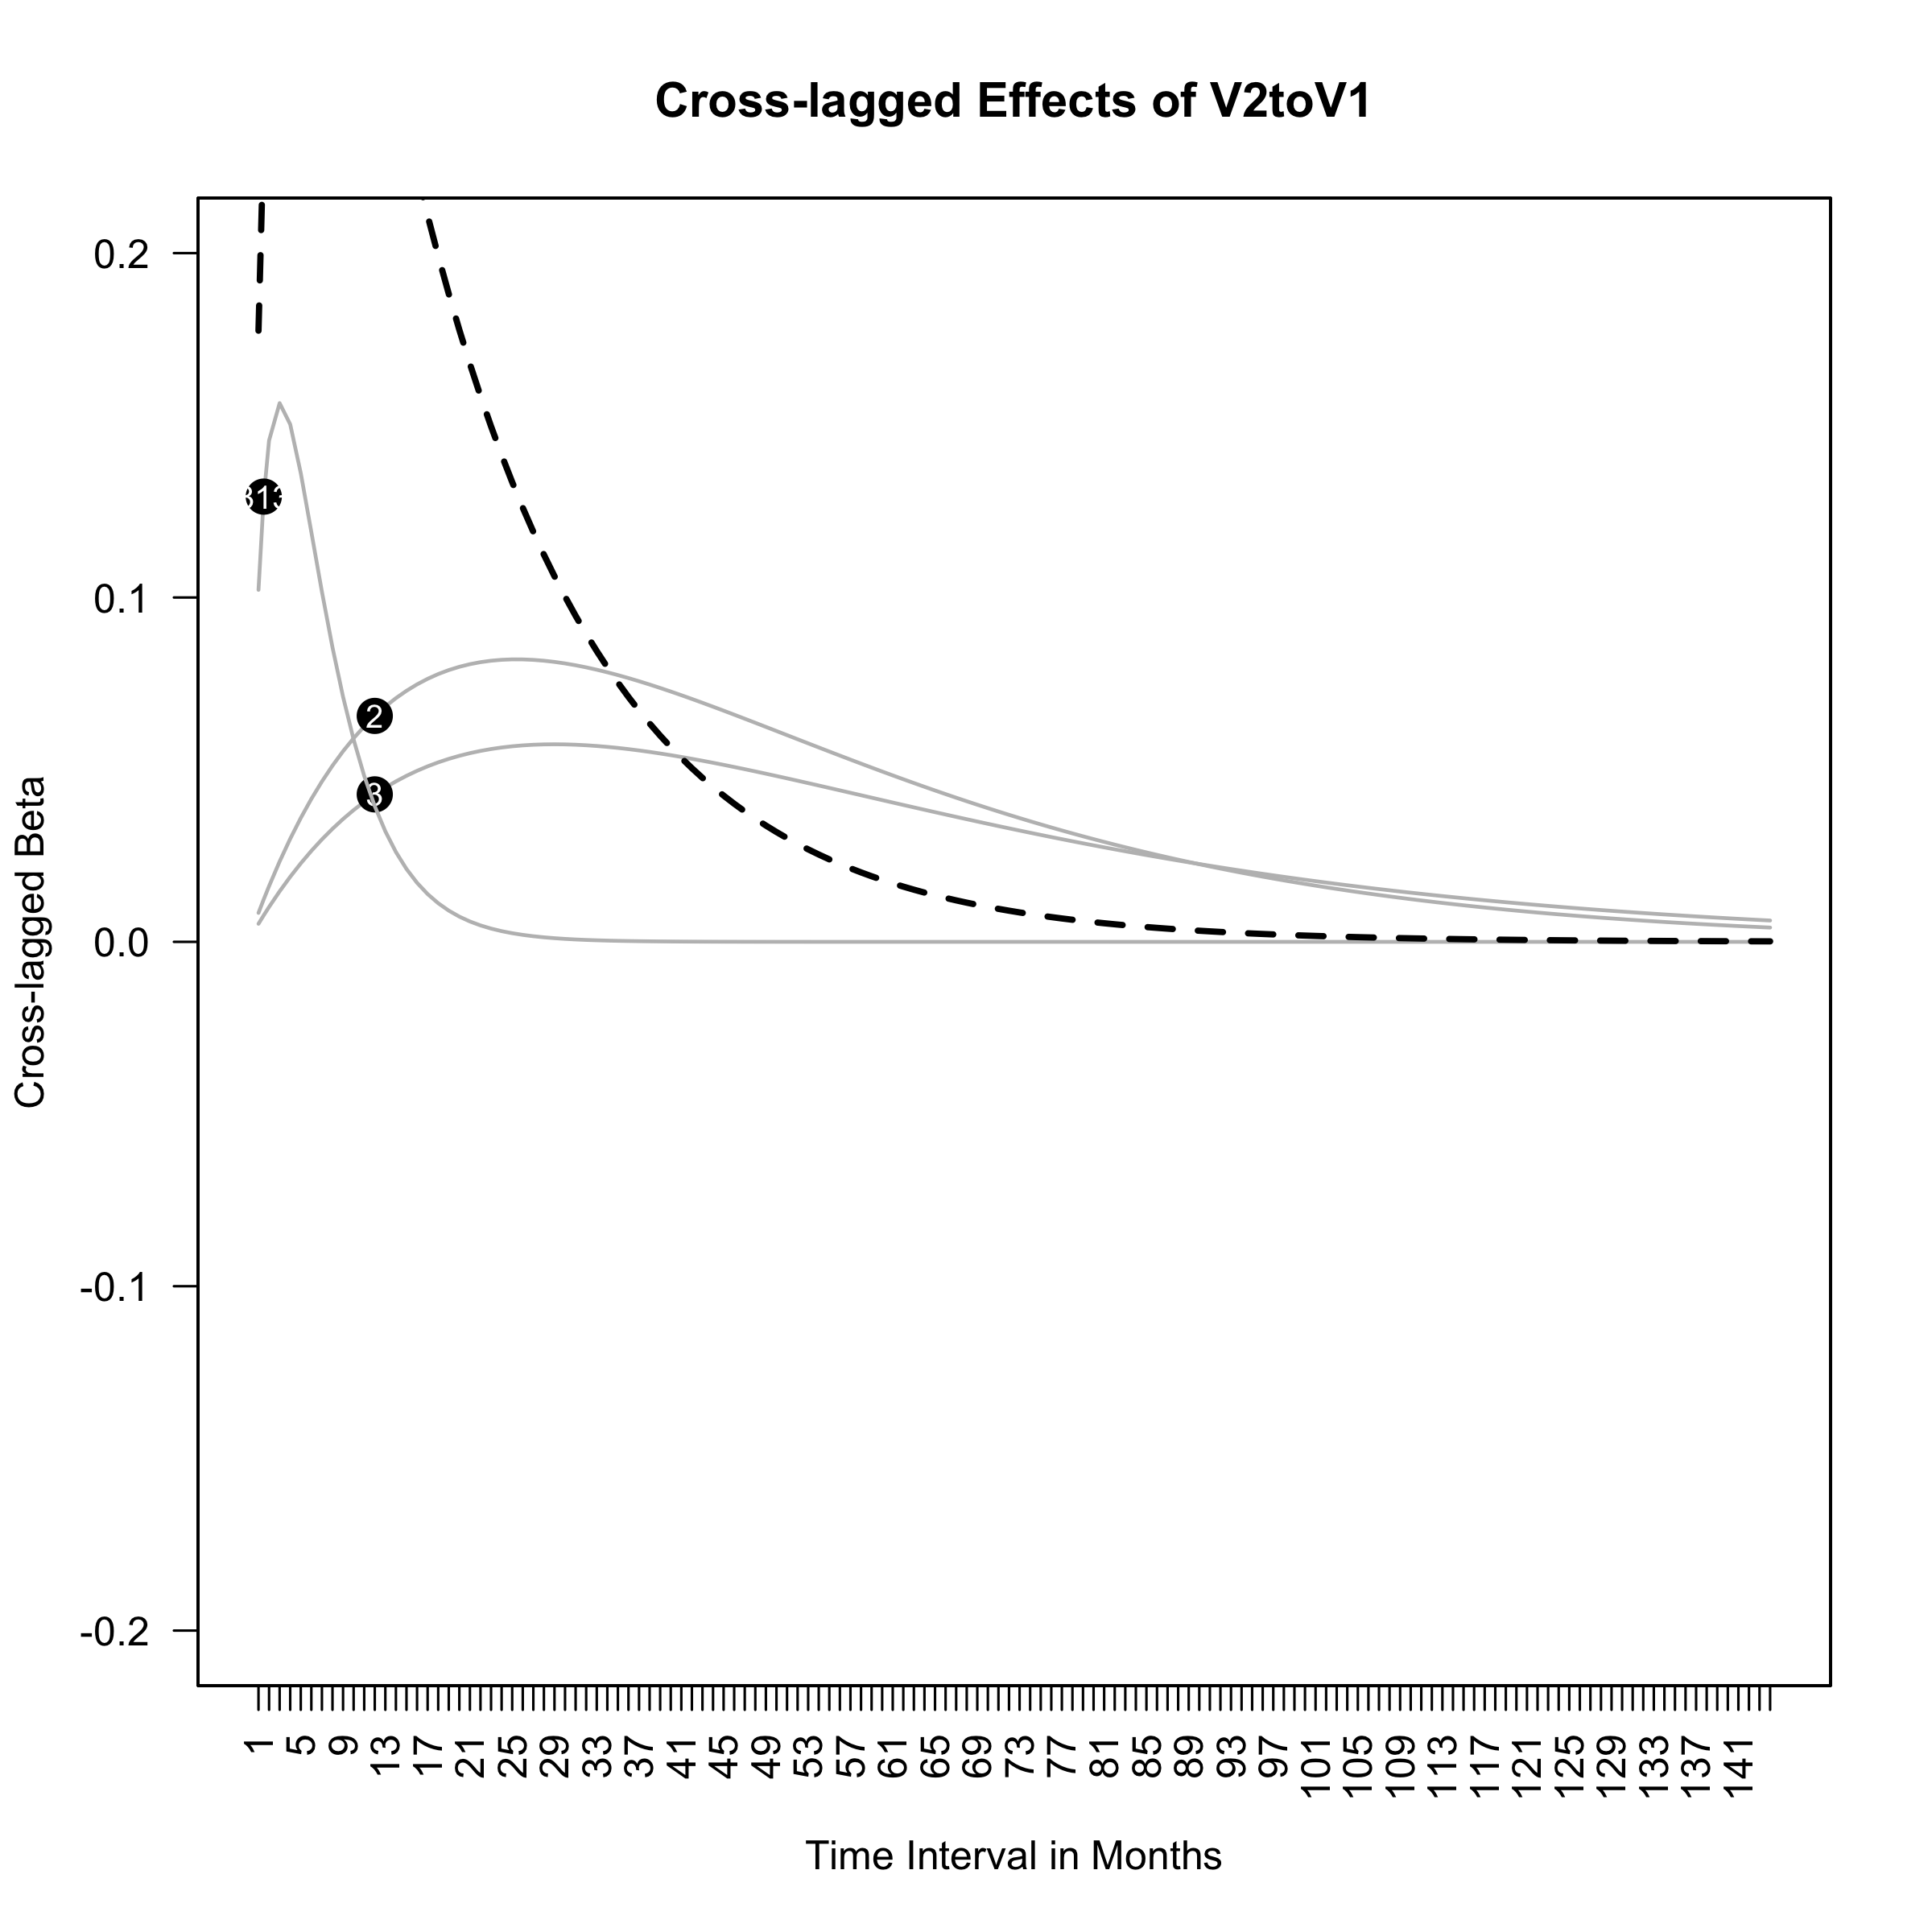 Cross-lagged Effects of V2toV1
0.2
0.1
0.0
-0.1
-0.2
Cross-lagged Beta
313
2
3
1 5 9 13 17 21 25 29 33 37 41 45 49 53 57 61 65 69 73 77 81 85 89 93 97 101 105 109 113 117 121 125 129 133 137 141
Time Interval in Months